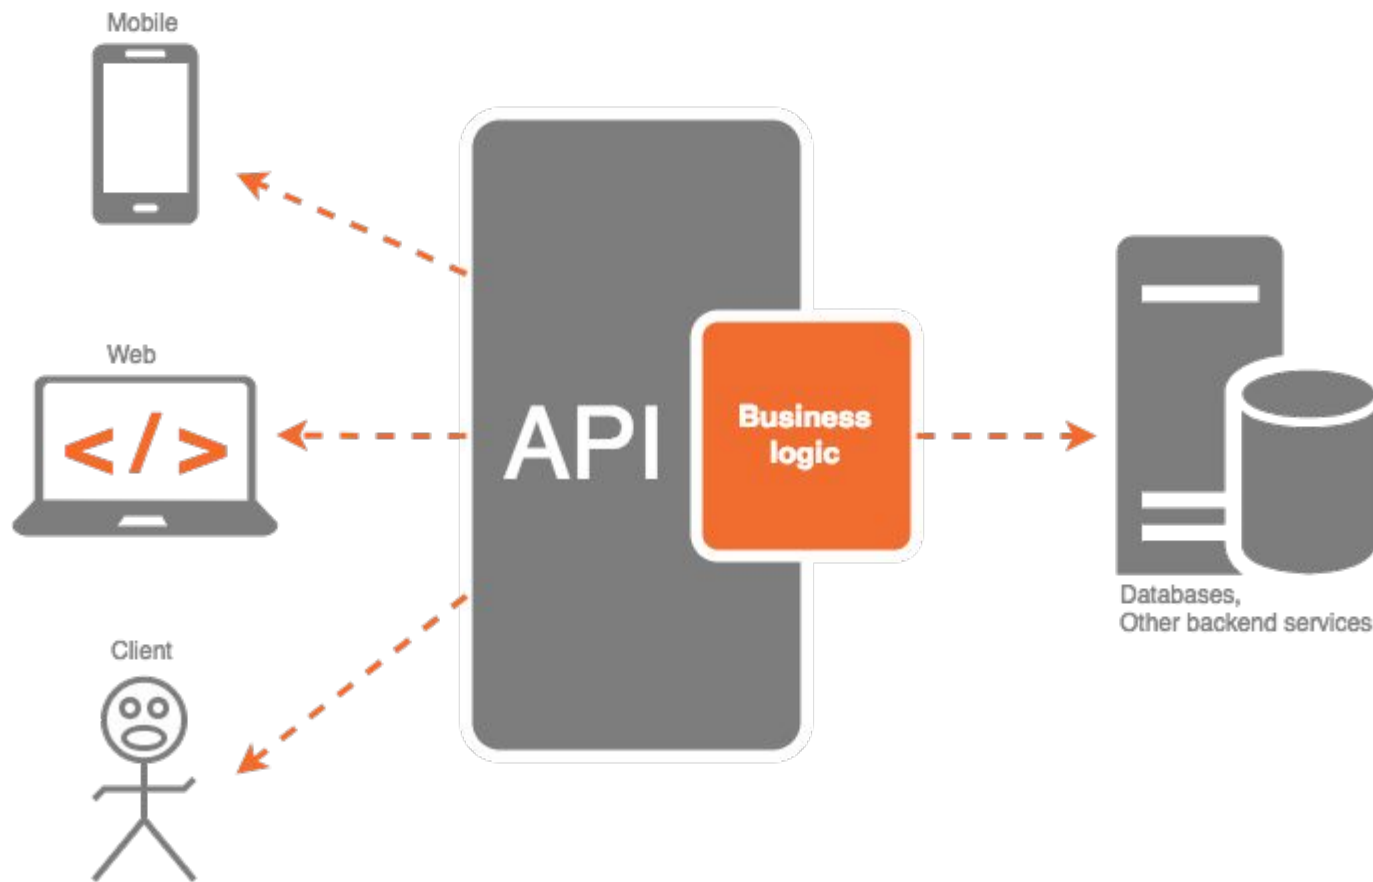 Mobile
Web
</>
Client
API
Business
logic
Databases,
Other backend services